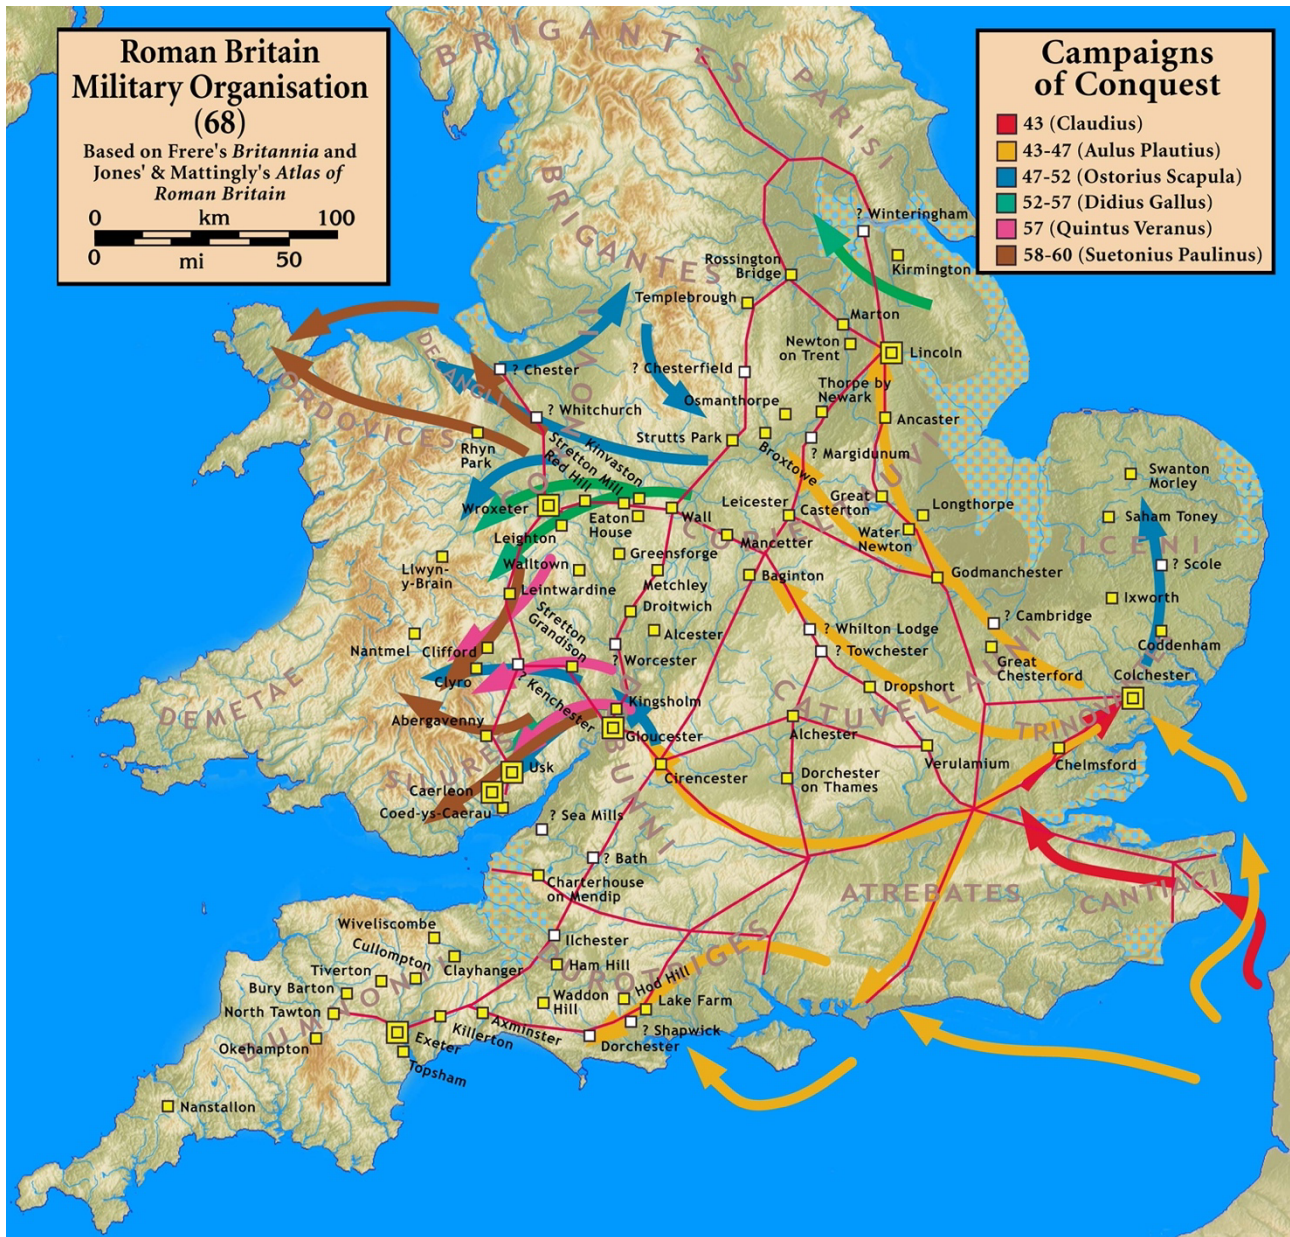 Roman Britain
Military Organisation
(68)
Based on Frere's Britannia and
Jones' & Mattingly's Atlas of
Roman Britain
0 km 100
0 mi 50
Campaigns
of Conquest
43 (Claudius)
43-47 (Aulus Plautius)
47-52 (Ostorius Scapula)
52-57 (Didius Gallus)
57 (Quintus Veranus)
58-60 (Suetonius Paulinus)
BRIGANTES
PARISI
BRIGANTES
? Winteringham
Kirmington
Rossington
Bridge
Templebrough
Marton
Newton
on Trent
Lincoln
DECANGLI
? Chester
? Chesterfield
Thorpe by
Newark
Osmanthorpe
Ancaster
ORDOVICES
? Whitchurch
CORNOVII
Rhyn
Park
Strutts Park
Broxtowe
? Margidunum
Kinvaston
Stretton Mill
Red Hill
Swanton
Morley
Wroxeter
Eaton
House
Wall
Leicester
Great
Casterton
Longthorpe
Saham Toney
CORIELTAUVI
ICENI
Leighton
Mancetter
Water
Newton
Greensforge
Llwyn-
y-Brain
Walltown
Metchley
Baginton
Godmanchester
? Scole
Leintwardine
Droitwich
Ixworth
Stretton
Grandison
Alcester
? Whilton Lodge
? Cambridge
Nantmel
Clifford
? Worcester
? Towchester
Great
Chesterford
Coddenham
Clyro
? Kenchester
Kingsholm
Dropshort
Colchester
DEMETAE
CATUVELLAUNI
TRINOVANTES
Abergavenny
Gloucester
Alchester
Verulamium
Chelmsford
SILURES
DOBUNNI
Usk
Cirencester
Dorchester
on Thames
Caerleon
Coed-ys-Caerau
? Sea Mills
? Bath
Charterhouse
on Mendip
ATREBATES
CANTIACI
Wiveliscombe
Ilchester
Cullompton
Clayhanger
Ham Hill
DUROTRIGES
Tiverton
Bury Barton
Waddon
Hill
Hod Hill
Lake Farm
North Tawton
DUMNONII
Killerton
Axminster
? Shapwick
Dorchester
Okehampton
Exeter
Topsham
Nanstallon